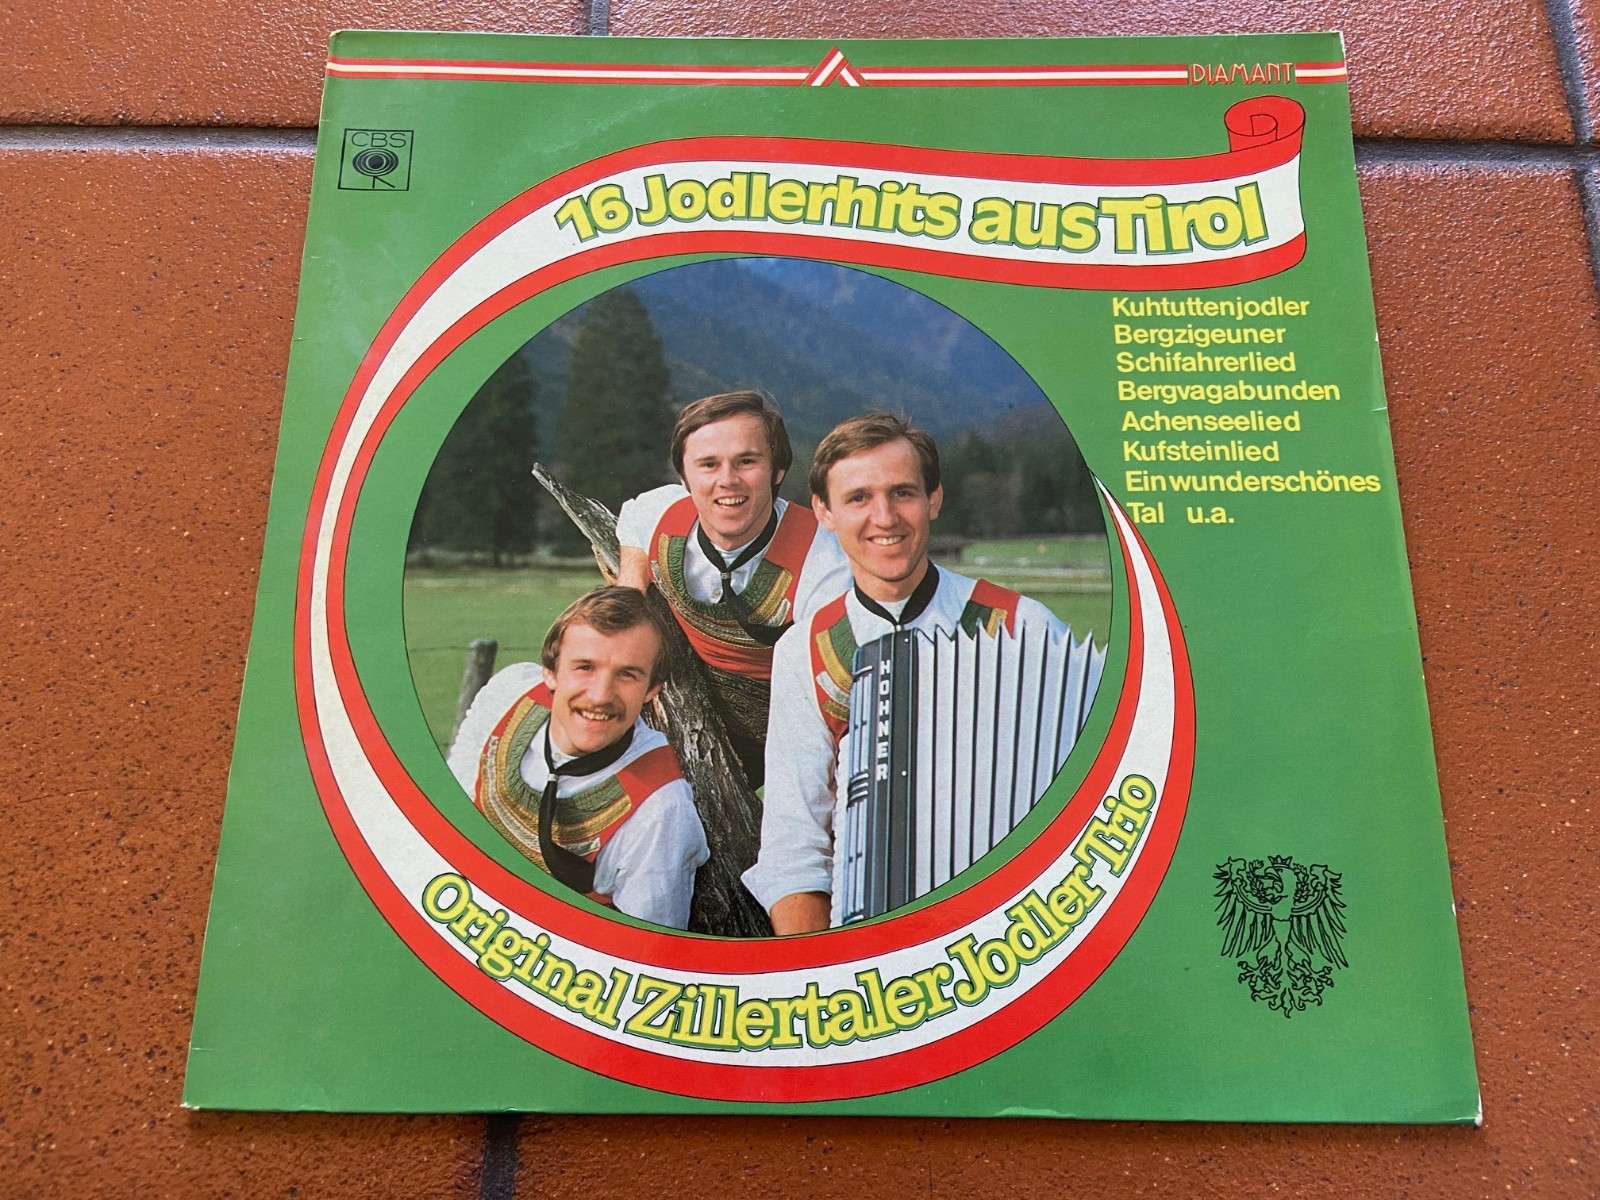 DIAMANT
CBS
16 Jodlerhits aus Tirol
Kuhtuttenjodler
Bergzigeuner
Schifahrerlied
Bergvagabunden
Achenseelied
Kufsteinlied
Ein wunderschönes
Tal u.a.
HOHNER
Original Zillertaler Jodler Trio